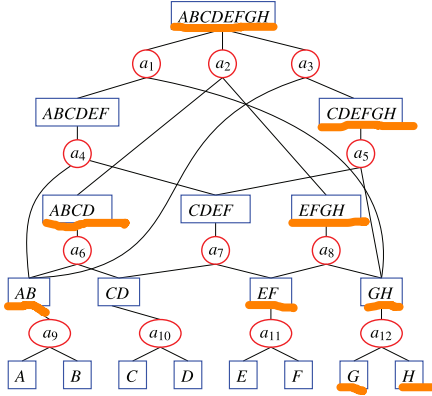 ABCDEFGH
a1 a2 a3
ABCDEF CDEFGH
a4 a5
ABCD CDEF EFGH
a6 a7 a8
AB CD EF GH
a9 a10 a11 a12
A B C D E F G H